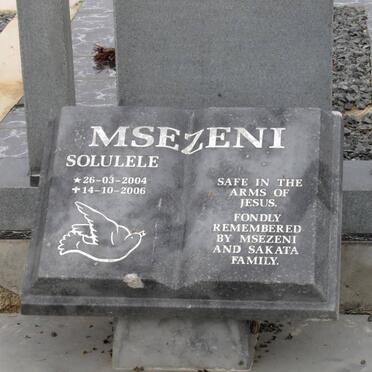 MSEZENI
SOLULELE
★26-03-2004
✝14-10-2006
SAFE IN THE
ARMS OF
JESUS.
FONDLY
REMEMBERED
BY MSEZENI
AND SAKATA
FAMILY.